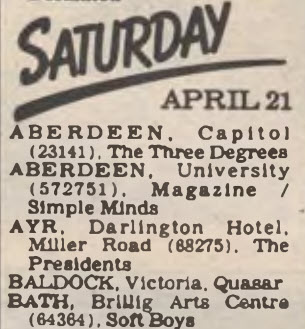 SATURDAY
APRIL 21
ABERDEEN, Capitol
(23141), The Three Degrees
ABERDEEN, University
(572751), Magazine /
Simple Minds
AYR, Darlington Hotel,
Miller Road (68275), The
Presidents
BALDOCK, Victoria, Quasar
BATH, Brillig Arts Centre
(64364), Soft Boys